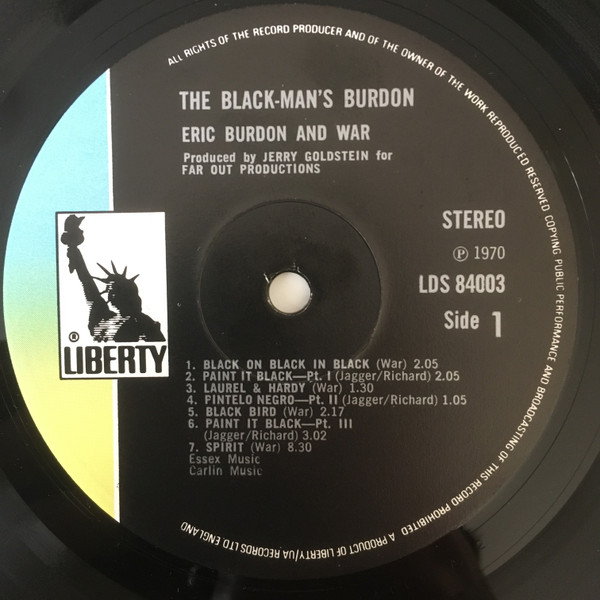 ALL RIGHTS OF THE RECORD PRODUCER AND OF THE OWNER OF THE WORK REPRODUCED RESERVED COPYING PUBLIC PERFORMANCE AND BROADCASTING OF THIS RECORD PROHIBITED A PRODUCT OF LIBERTY/UA RECORDS LTD ENGLAND
THE BLACK-MAN'S BURDON
ERIC BURDON AND WAR
Produced by JERRY GOLDSTEIN for
FAR OUT PRODUCTIONS
STEREO
Ⓟ 1970
LDS 84003
Side 1
®
LIBERTY
1. BLACK ON BLACK IN BLACK (War) 2.05
2. PAINT IT BLACK—Pt. I (Jagger/Richard) 2.05
3. LAUREL & HARDY (War) 1.30
4. PINTELO NEGRO—Pt. II (Jagger/Richard) 1.05
5. BLACK BIRD (War) 2.17
6. PAINT IT BLACK—Pt. III
(Jagger/Richard) 3.02
7. SPIRIT (War) 8.30
Essex Music
Carlin Music